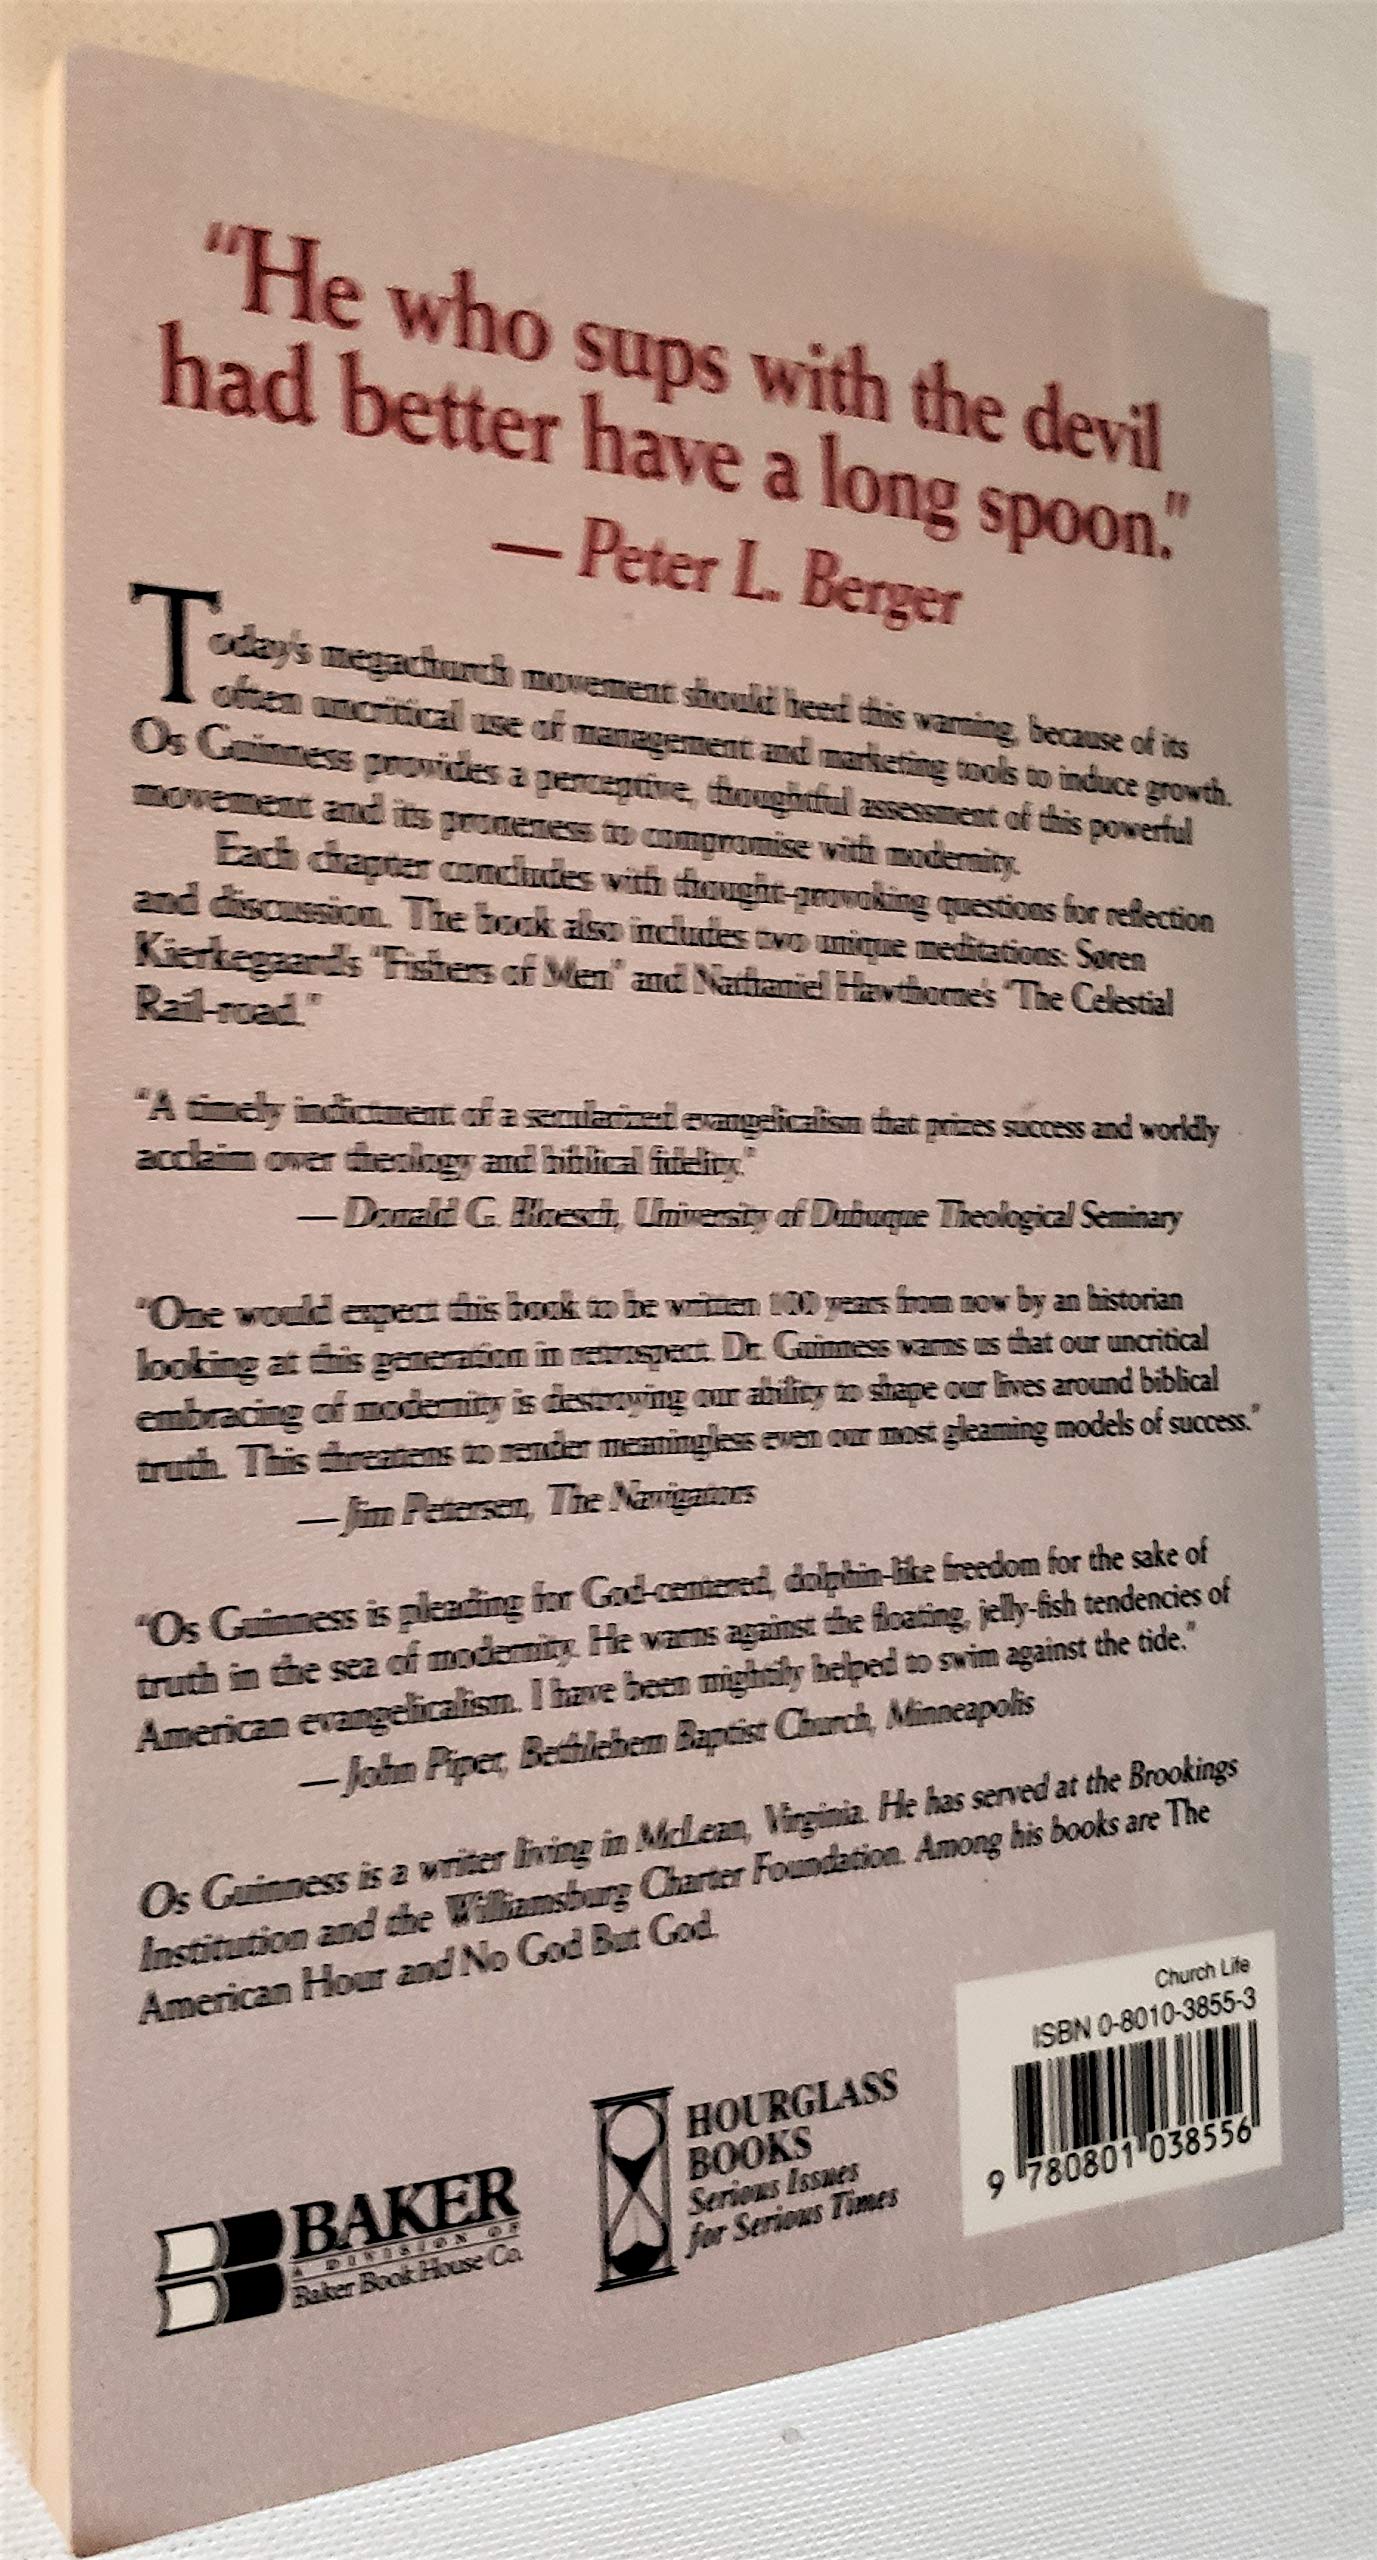 “He who sups with the devil
had better have a long spoon.”
— Peter L. Berger
Today's megachurch movement should heed this warning, because of its
often uncritical use of management and marketing tools to induce growth.
Os Guinness provides a perceptive, thoughtful assessment of this powerful
movement and its proneness to compromise with modernity.
Each chapter concludes with thought-provoking questions for reflection
and discussion. The book also includes two unique meditations: Søren
Kierkegaard's “Fishers of Men” and Nathaniel Hawthorne's “The Celestial
Rail-road.”
“A timely indictment of a secularized evangelicalism that prizes success and worldly
acclaim over theology and biblical fidelity.”
— Donald G. Bloesch, University of Dubuque Theological Seminary
“One would expect this book to be written 100 years from now by an historian
looking at this generation in retrospect. Dr. Guinness warns us that our uncritical
embracing of modernity is destroying our ability to shape our lives around biblical
truth. This threatens to render meaningless even our most gleaming models of success.”
— Jim Petersen, The Navigators
“Os Guinness is pleading for God-centered, dolphin-like freedom for the sake of
truth in the sea of modernity. He warns against the floating, jelly-fish tendencies of
American evangelicalism. I have been mightily helped to swim against the tide.”
— John Piper, Bethlehem Baptist Church, Minneapolis
Os Guinness is a writer living in McLean, Virginia. He has served at the Brookings
Institution and the Williamsburg Charter Foundation. Among his books are The
American Hour and No God But God.
Church Life
ISBN 0-8010-3855-3
9 780801 038556
HOURGLASS
BOOKS
Serious Issues
for Serious Times
BAKER
A DIVISION OF
Baker Book House Co.